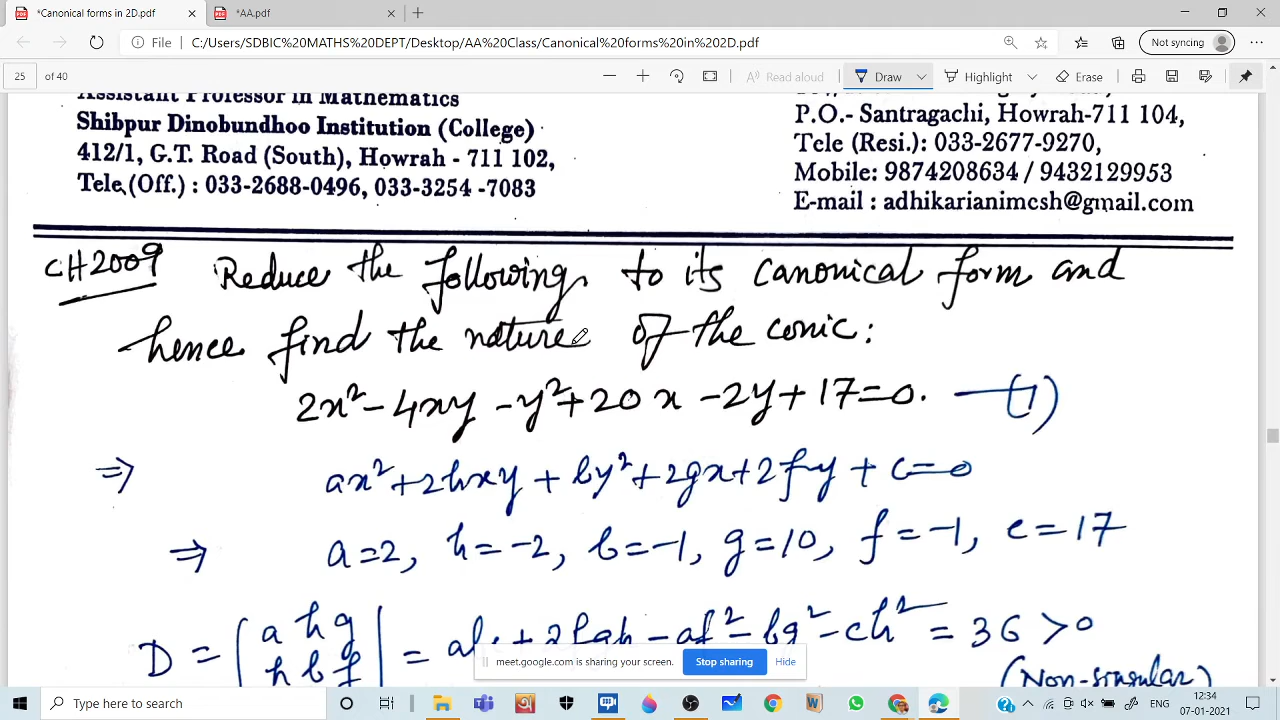 *Canonical forms in 2D.pdf
*AA.pdf
File C:/Users/SDBIC%20MATHS%20DEPT/Desktop/AA%20Class/Canonical%20forms%20in%202D.pdf
Not syncing
25 of 40
Read aloud
Draw
Highlight
Erase
Assistant Professor in Mathematics
Shibpur Dinobundhoo Institution (College)
412/1, G.T. Road (South), Howrah - 711 102,
Tele (Off.) : 033-2688-0496, 033-3254 -7083
P.O.- Santragachi, Howrah-711 104,
Tele (Resi.): 033-2677-9270,
Mobile: 9874208634 / 9432129953
E-mail : adhikarianimesh@gmail.com
CH2009 Reduce the following to its canonical form and
hence find the nature of the conic:
2x²-4xy-y²+20x-2y+17=0. —(1)
⇒ ax²+2hxy+by²+2gx+2fy+c=0
⇒ a=2, h=-2, b=-1, g=10, f=-1, c=17
D = | a h g = abc+2fgh-af²-bg²-ch² = 36 >0
h b f
(Non-singular)
meet.google.com is sharing your screen.
Stop sharing
Hide
Type here to search
ENG
12:34
07-01-2021